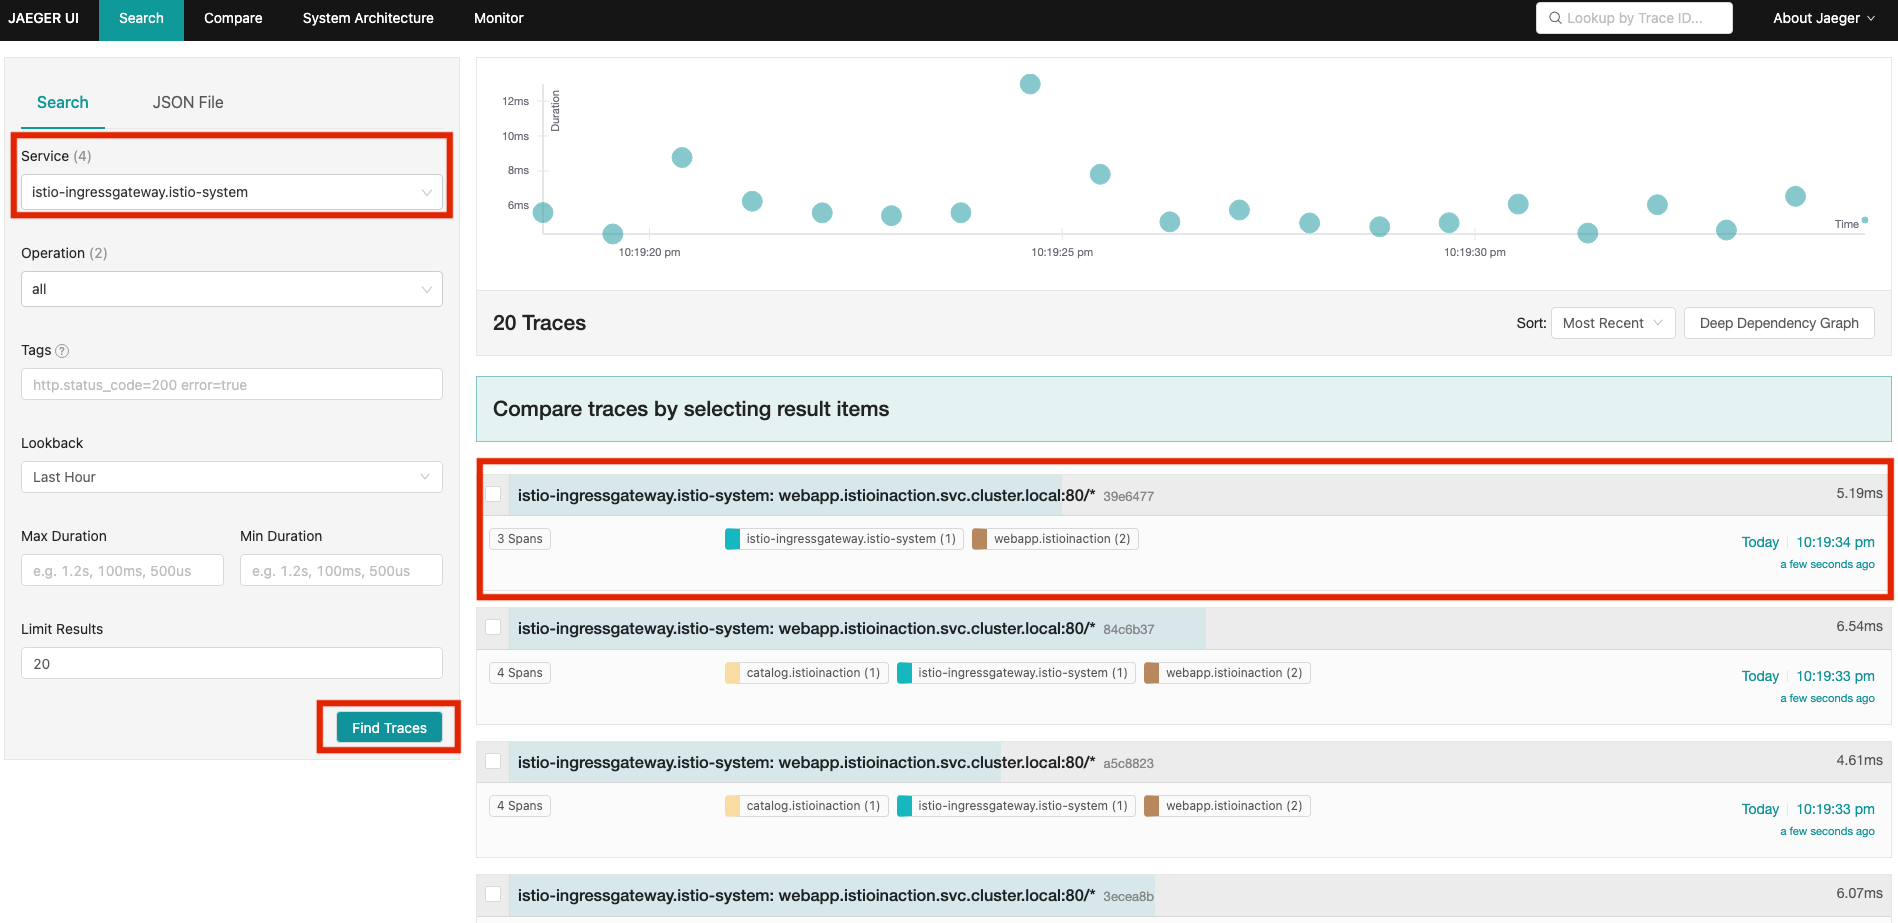 JAEGER UI Search Compare System Architecture Monitor Lookup by Trace ID... About Jaeger
Search JSON File
Service (4)
istio-ingressgateway.istio-system
Operation (2)
all
Tags ?
http.status_code=200 error=true
Lookback
Last Hour
Max Duration Min Duration
e.g. 1.2s, 100ms, 500us e.g. 1.2s, 100ms, 500us
Limit Results
20
Find Traces
Duration
12ms
10ms
8ms
6ms
Time
10:19:20 pm 10:19:25 pm 10:19:30 pm
20 Traces Sort: Most Recent Deep Dependency Graph
Compare traces by selecting result items
istio-ingressgateway.istio-system: webapp.istioinaction.svc.cluster.local:80/* 39e6477 5.19ms
3 Spans istio-ingressgateway.istio-system (1) webapp.istioinaction (2) Today 10:19:34 pm
a few seconds ago
istio-ingressgateway.istio-system: webapp.istioinaction.svc.cluster.local:80/* 84c6b37 6.54ms
4 Spans catalog.istioinaction (1) istio-ingressgateway.istio-system (1) webapp.istioinaction (2) Today 10:19:33 pm
a few seconds ago
istio-ingressgateway.istio-system: webapp.istioinaction.svc.cluster.local:80/* a5c8823 4.61ms
4 Spans catalog.istioinaction (1) istio-ingressgateway.istio-system (1) webapp.istioinaction (2) Today 10:19:33 pm
a few seconds ago
istio-ingressgateway.istio-system: webapp.istioinaction.svc.cluster.local:80/* 3ecea8b 6.07ms